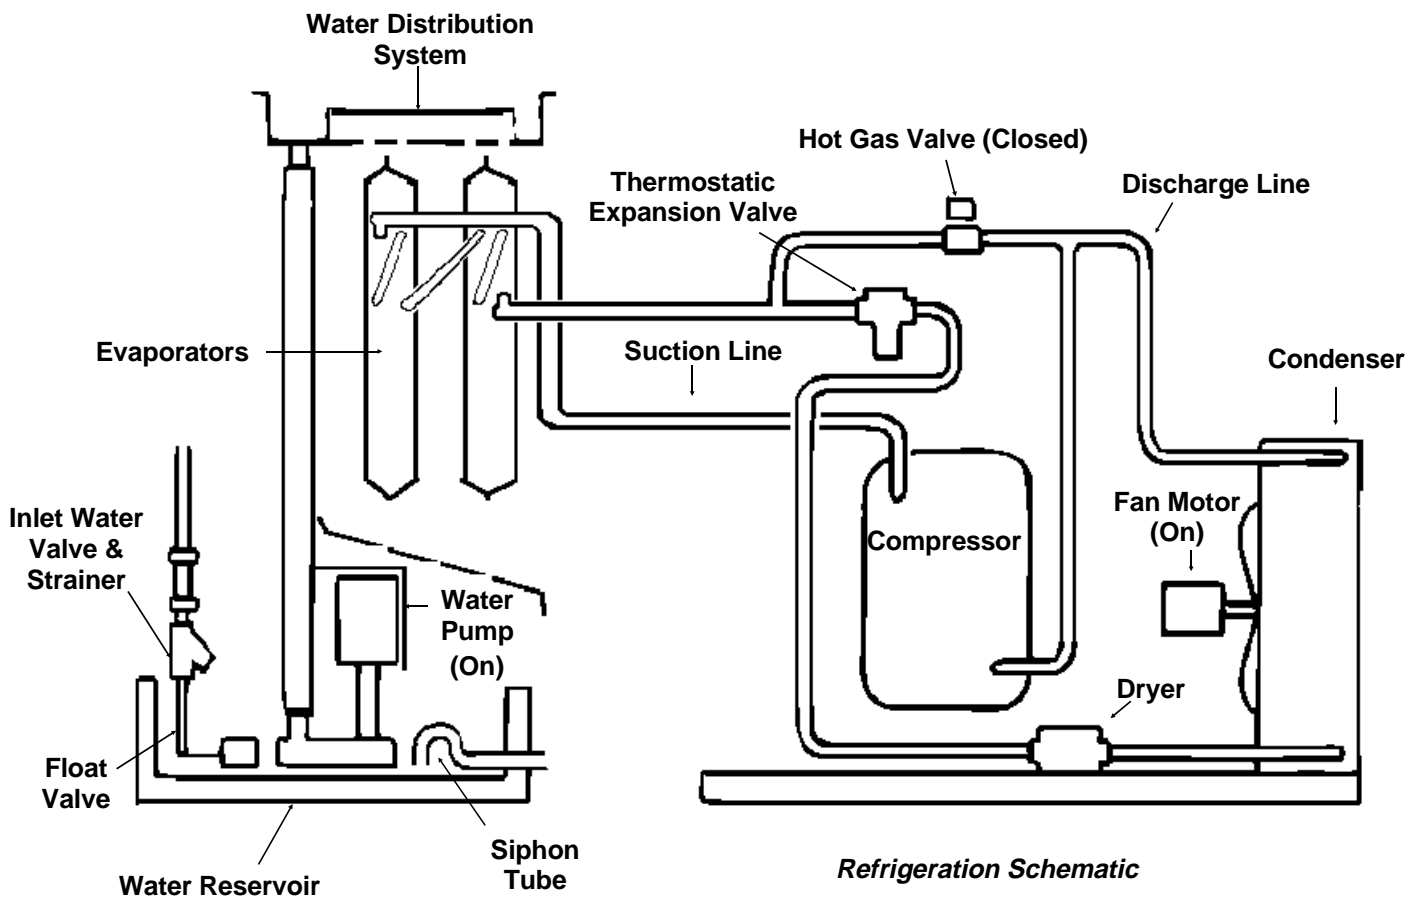 Water Distribution
System
Hot Gas Valve (Closed)
Thermostatic
Expansion Valve
Discharge Line
Evaporators
Suction Line
Condenser
Inlet Water
Valve &
Strainer
Compressor
Fan Motor
(On)
Water
Pump
(On)
Dryer
Float
Valve
Siphon
Tube
Water Reservoir
Refrigeration Schematic